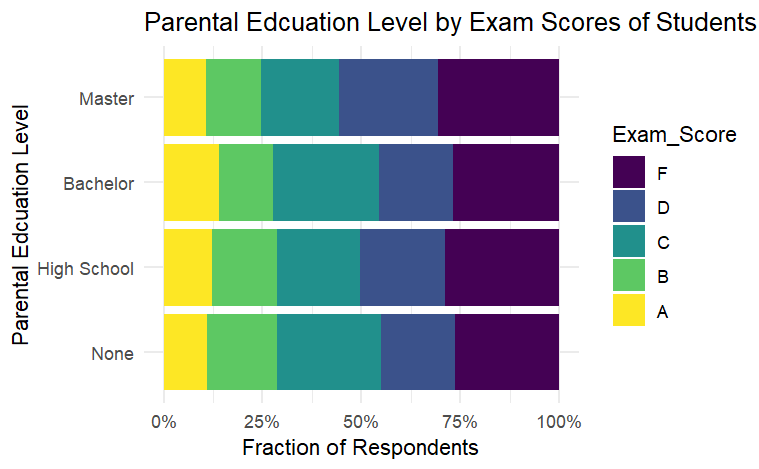 Parental Edcuation Level by Exam Scores of Students
Parental Edcuation Level
Master
Bachelor
High School
None
0% 25% 50% 75% 100%
Fraction of Respondents
Exam_Score
F
D
C
B
A